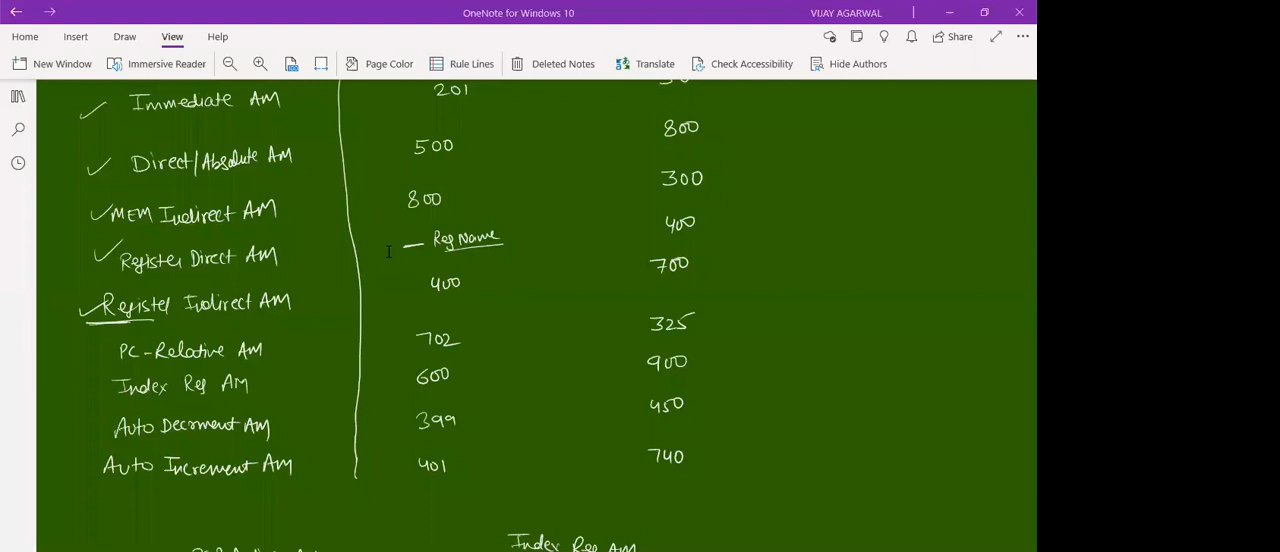 OneNote for Windows 10
VIJAY AGARWAL
Home Insert Draw View Help
Share
New Window Immersive Reader Page Color Rule Lines Deleted Notes Translate Check Accessibility Hide Authors
Immediate AM 201
Direct/Absolute AM 500 800
MEM Indirect AM 800 300
Register Direct AM — Reg Name 400
Register Indirect AM 400 700
PC-Relative AM 702 325
Index Reg AM 600 900
Auto Decrement AM 399 450
Auto Increment AM 401 740
Index Reg AM